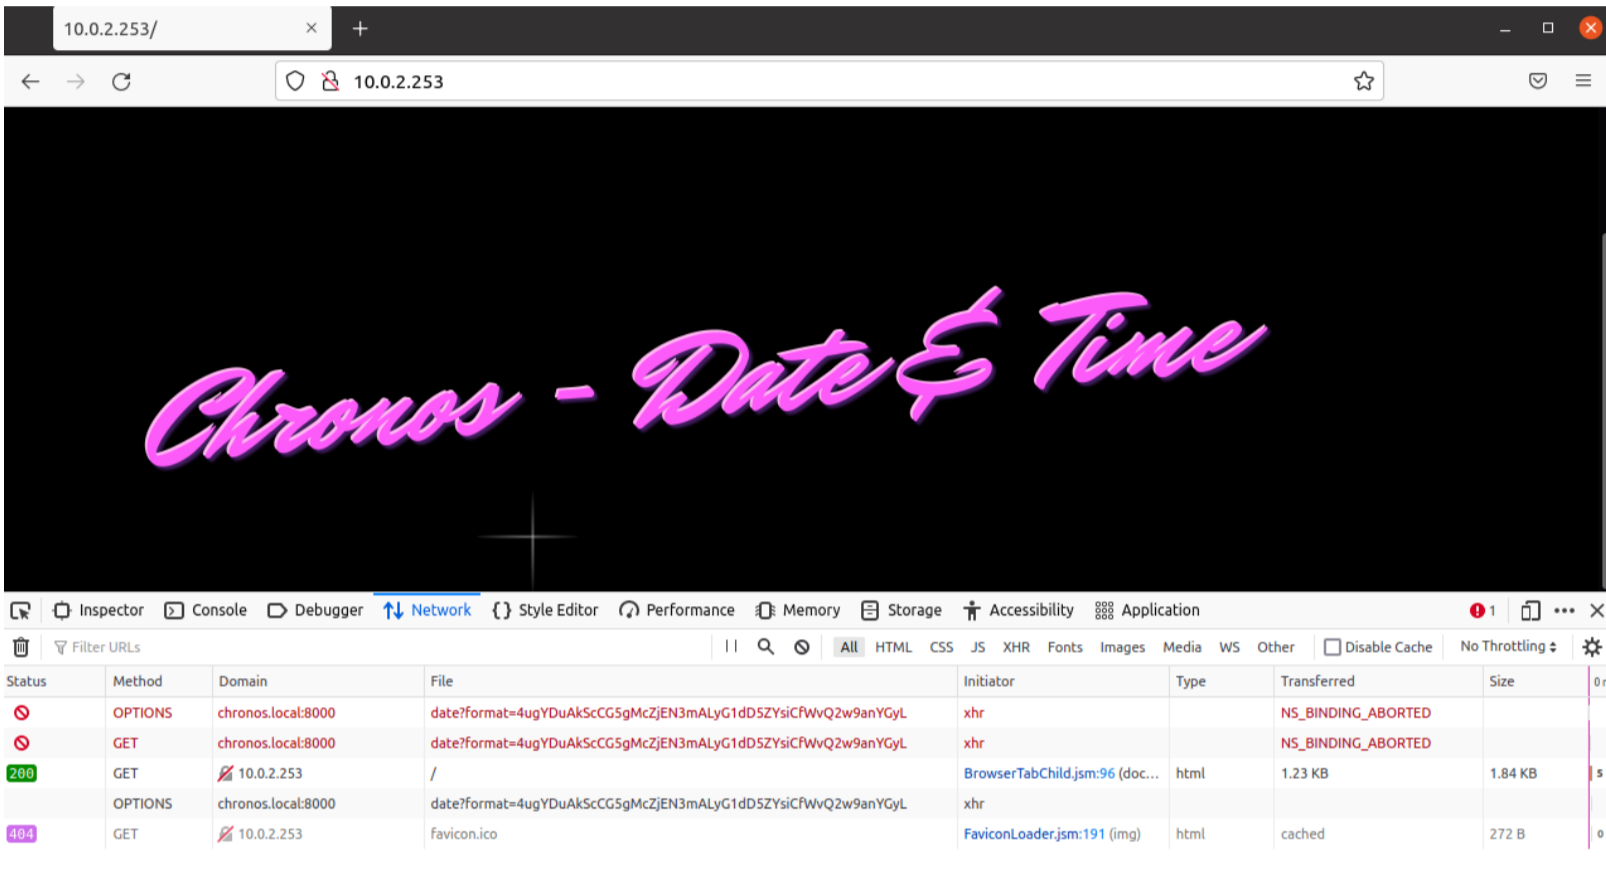 10.0.2.253/
10.0.2.253
Chronos - Date & Time
Inspector Console Debugger Network Style Editor Performance Memory Storage Accessibility Application 1
Filter URLs All HTML CSS JS XHR Fonts Images Media WS Other Disable Cache No Throttling
Status Method Domain File Initiator Type Transferred Size
OPTIONS chronos.local:8000 date?format=4ugYDuAkScCG5gMcZjEN3mALyG1dD5ZYsiCfWvQ2w9anYGyL xhr NS_BINDING_ABORTED
GET chronos.local:8000 date?format=4ugYDuAkScCG5gMcZjEN3mALyG1dD5ZYsiCfWvQ2w9anYGyL xhr NS_BINDING_ABORTED
200 GET 10.0.2.253 / BrowserTabChild.jsm:96 (doc... html 1.23 KB 1.84 KB 5
OPTIONS chronos.local:8000 date?format=4ugYDuAkScCG5gMcZjEN3mALyG1dD5ZYsiCfWvQ2w9anYGyL xhr
404 GET 10.0.2.253 favicon.ico FaviconLoader.jsm:191 (img) html cached 272 B 0